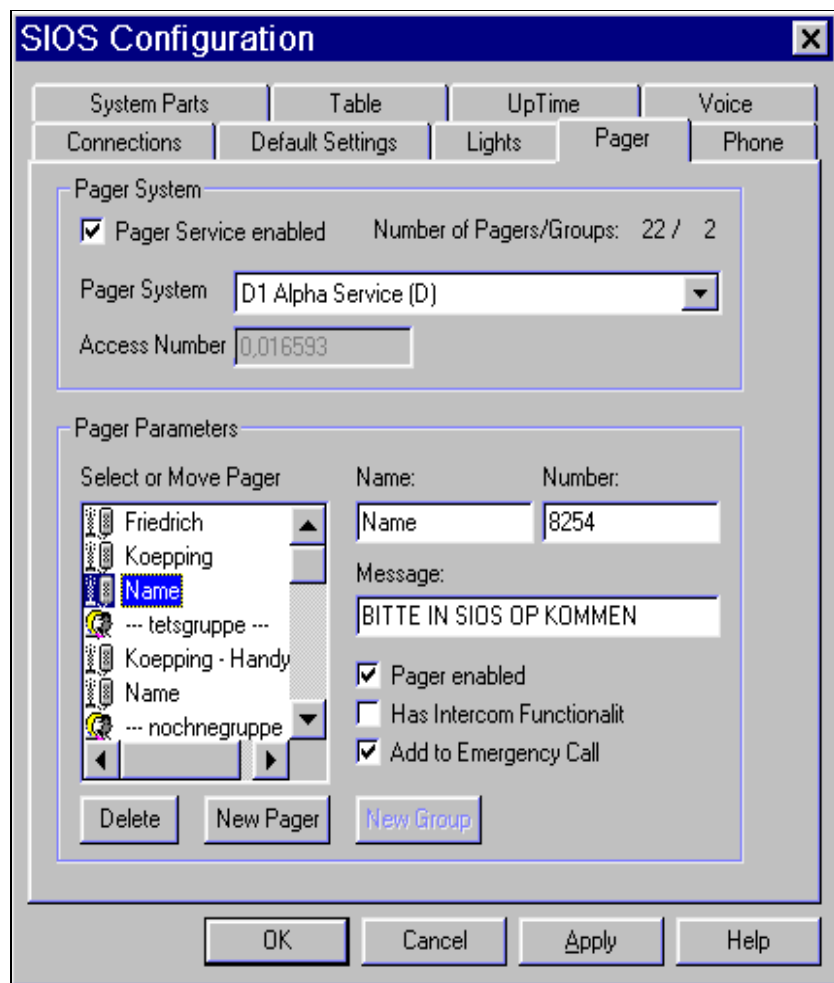 SIOS Configuration
System Parts Table UpTime Voice
Connections Default Settings Lights Pager Phone
Pager System
Pager Service enabled Number of Pagers/Groups: 22 / 2
Pager System D1 Alpha Service (D)
Access Number 0,016593
Pager Parameters
Select or Move Pager
Friedrich
Koepping
Name
--- tetsgruppe ---
Koepping - Handy
Name
--- nochnegruppe
Name: Number:
Name 8254
Message:
BITTE IN SIOS OP KOMMEN
Pager enabled
Has Intercom Functionalit
Add to Emergency Call
Delete New Pager New Group
OK Cancel Apply Help